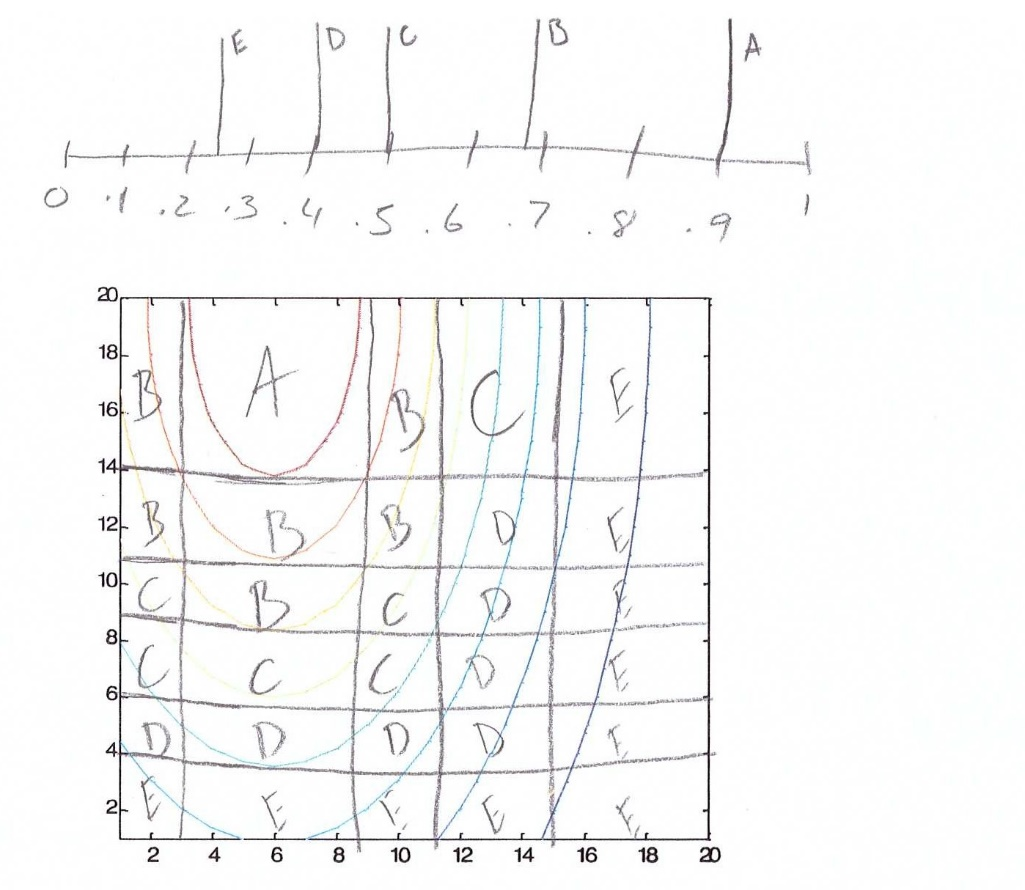 E D C B A
0 .1 .2 .3 .4 .5 .6 .7 .8 .9 1
20
18
B A B C E
16
14
12 B B B D E
10
C B C D E
8
C C C D E
6
4 D D D D E
2 E E E E E
2 4 6 8 10 12 14 16 18 20